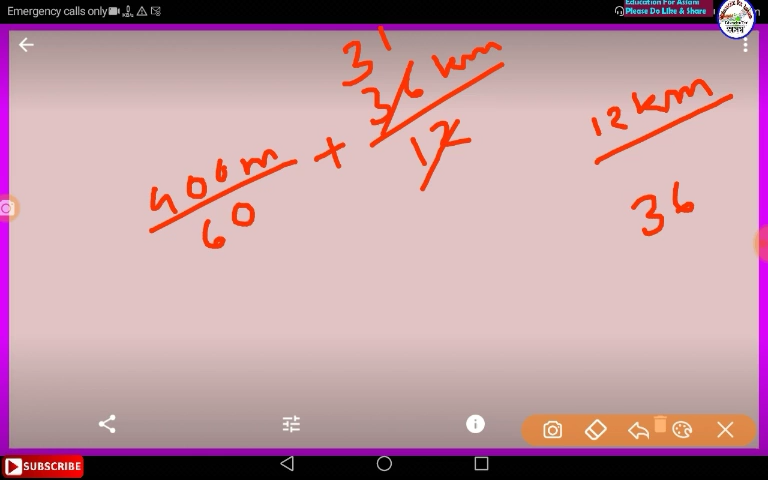 Emergency calls only
Education For Assam
Please Do Like & Share
31
36 km
12
400m
60
+
12 km
36
SUBSCRIBE